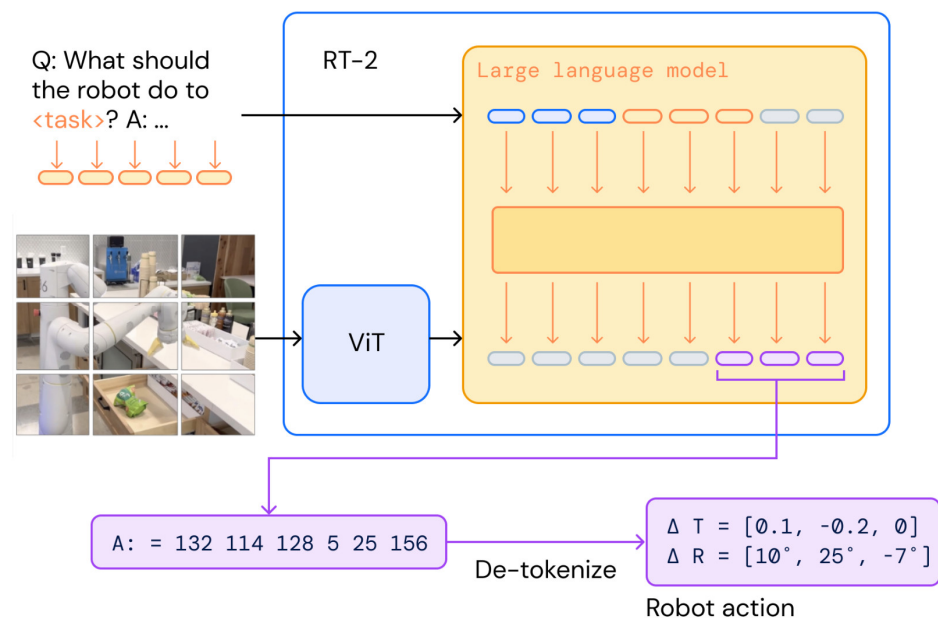 Q: What should
the robot do to
<task>? A: ...
RT-2
Large language model
ViT
A: = 132 114 128 5 25 156
De-tokenize
Δ T = [0.1, -0.2, 0]
Δ R = [10°, 25°, -7°]
Robot action